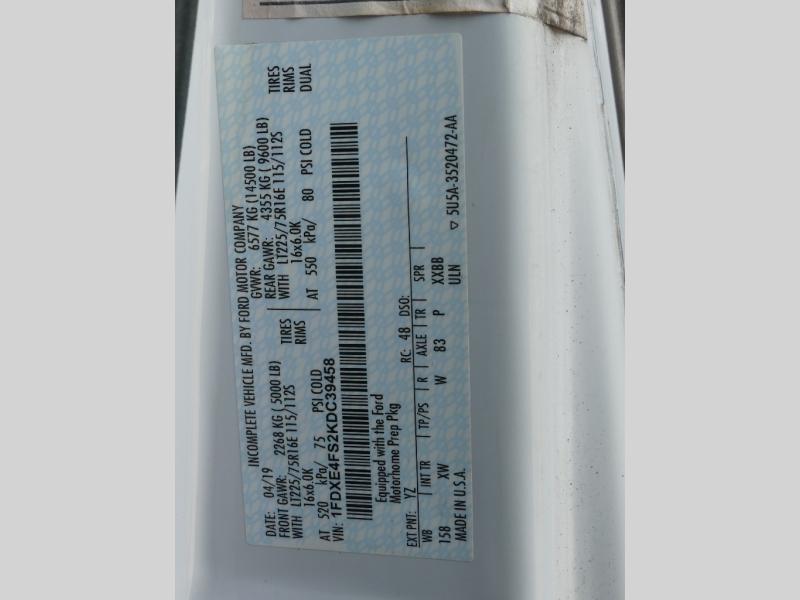 INCOMPLETE VEHICLE MFD. BY FORD MOTOR COMPANY
DATE: 04/19 GVWR: 6577 KG (14500 LB)
FRONT GAWR: 2268 KG (5000 LB) REAR GAWR: 4355 KG (9600 LB)
WITH LT225/75R16E 115/112S TIRES WITH LT225/75R16E 115/112S TIRES
16x6.0K RIMS 16x6.0K RIMS
AT 520 kPa/ 75 PSI COLD AT 550 kPa/ 80 PSI COLD DUAL
VIN: 1FDXE4FS2KDC39458
Equipped with the Ford
Motorhome Prep Pkg
EXT PNT: YZ RC: 48 DSO:
WB INT TR TP/PS R AXLE TR SPR
158 XW W 83 P XXBB
MADE IN U.S.A. ULN ▽ 5U5A-3520472-AA